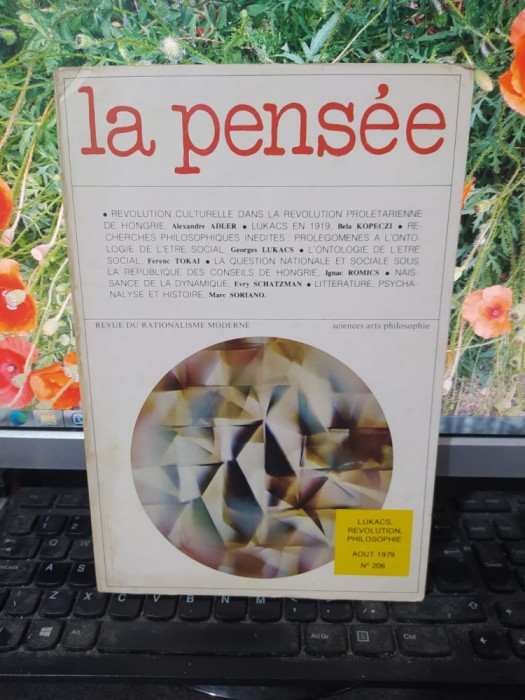 la pensée
• REVOLUTION CULTURELLE DANS LA REVOLUTION PROLETARIENNE
DE HONGRIE, Alexandre ADLER • LUKACS EN 1919, Bela KOPECZI • RE-
CHERCHES PHILOSOPHIQUES INEDITES : PROLEGOMENES A L'ONTO-
LOGIE DE L'ETRE SOCIAL, Georges LUKACS • L'ONTOLOGIE DE L'ETRE
SOCIAL, Ferenc TOKAI • LA QUESTION NATIONALE ET SOCIALE SOUS
LA REPUBLIQUE DES CONSEILS DE HONGRIE, Ignac ROMICS • NAIS-
SANCE DE LA DYNAMIQUE, Evry SCHATZMAN • LITTERATURE, PSYCHA-
NALYSE ET HISTOIRE, Marc SORIANO.
REVUE DU RATIONALISME MODERNE sciences arts philosophie
LUKACS,
REVOLUTION,
PHILOSOPHIE
AOUT 1979
N° 206
A S
Z X C V B N M
Alt AltGr Ctrl